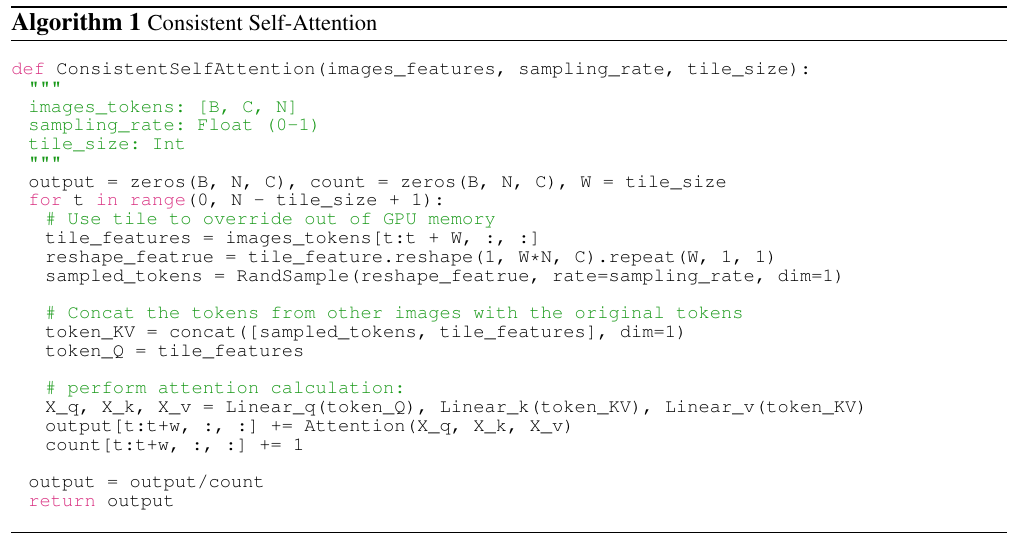 Algorithm 1 Consistent Self-Attention
def ConsistentSelfAttention(images_features, sampling_rate, tile_size):
"""
images_tokens: [B, C, N]
sampling_rate: Float (0-1)
tile_size: Int
"""
output = zeros(B, N, C), count = zeros(B, N, C), W = tile_size
for t in range(0, N - tile_size + 1):
# Use tile to override out of GPU memory
tile_features = images_tokens[t:t + W, :, :]
reshape_featrue = tile_feature.reshape(1, W*N, C).repeat(W, 1, 1)
sampled_tokens = RandSample(reshape_featrue, rate=sampling_rate, dim=1)
# Concat the tokens from other images with the original tokens
token_KV = concat([sampled_tokens, tile_features], dim=1)
token_Q = tile_features
# perform attention calculation:
X_q, X_k, X_v = Linear_q(token_Q), Linear_k(token_KV), Linear_v(token_KV)
output[t:t+w, :, :] += Attention(X_q, X_k, X_v)
count[t:t+w, :, :] += 1
output = output/count
return output